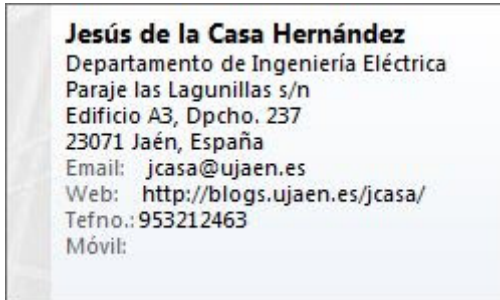 Jesús de la Casa Hernández
Departamento de Ingeniería Eléctrica
Paraje las Lagunillas s/n
Edificio A3, Dpcho. 237
23071 Jaén, España
Email: jcasa@ujaen.es
Web: http://blogs.ujaen.es/jcasa/
Tefno.: 953212463
Móvil: